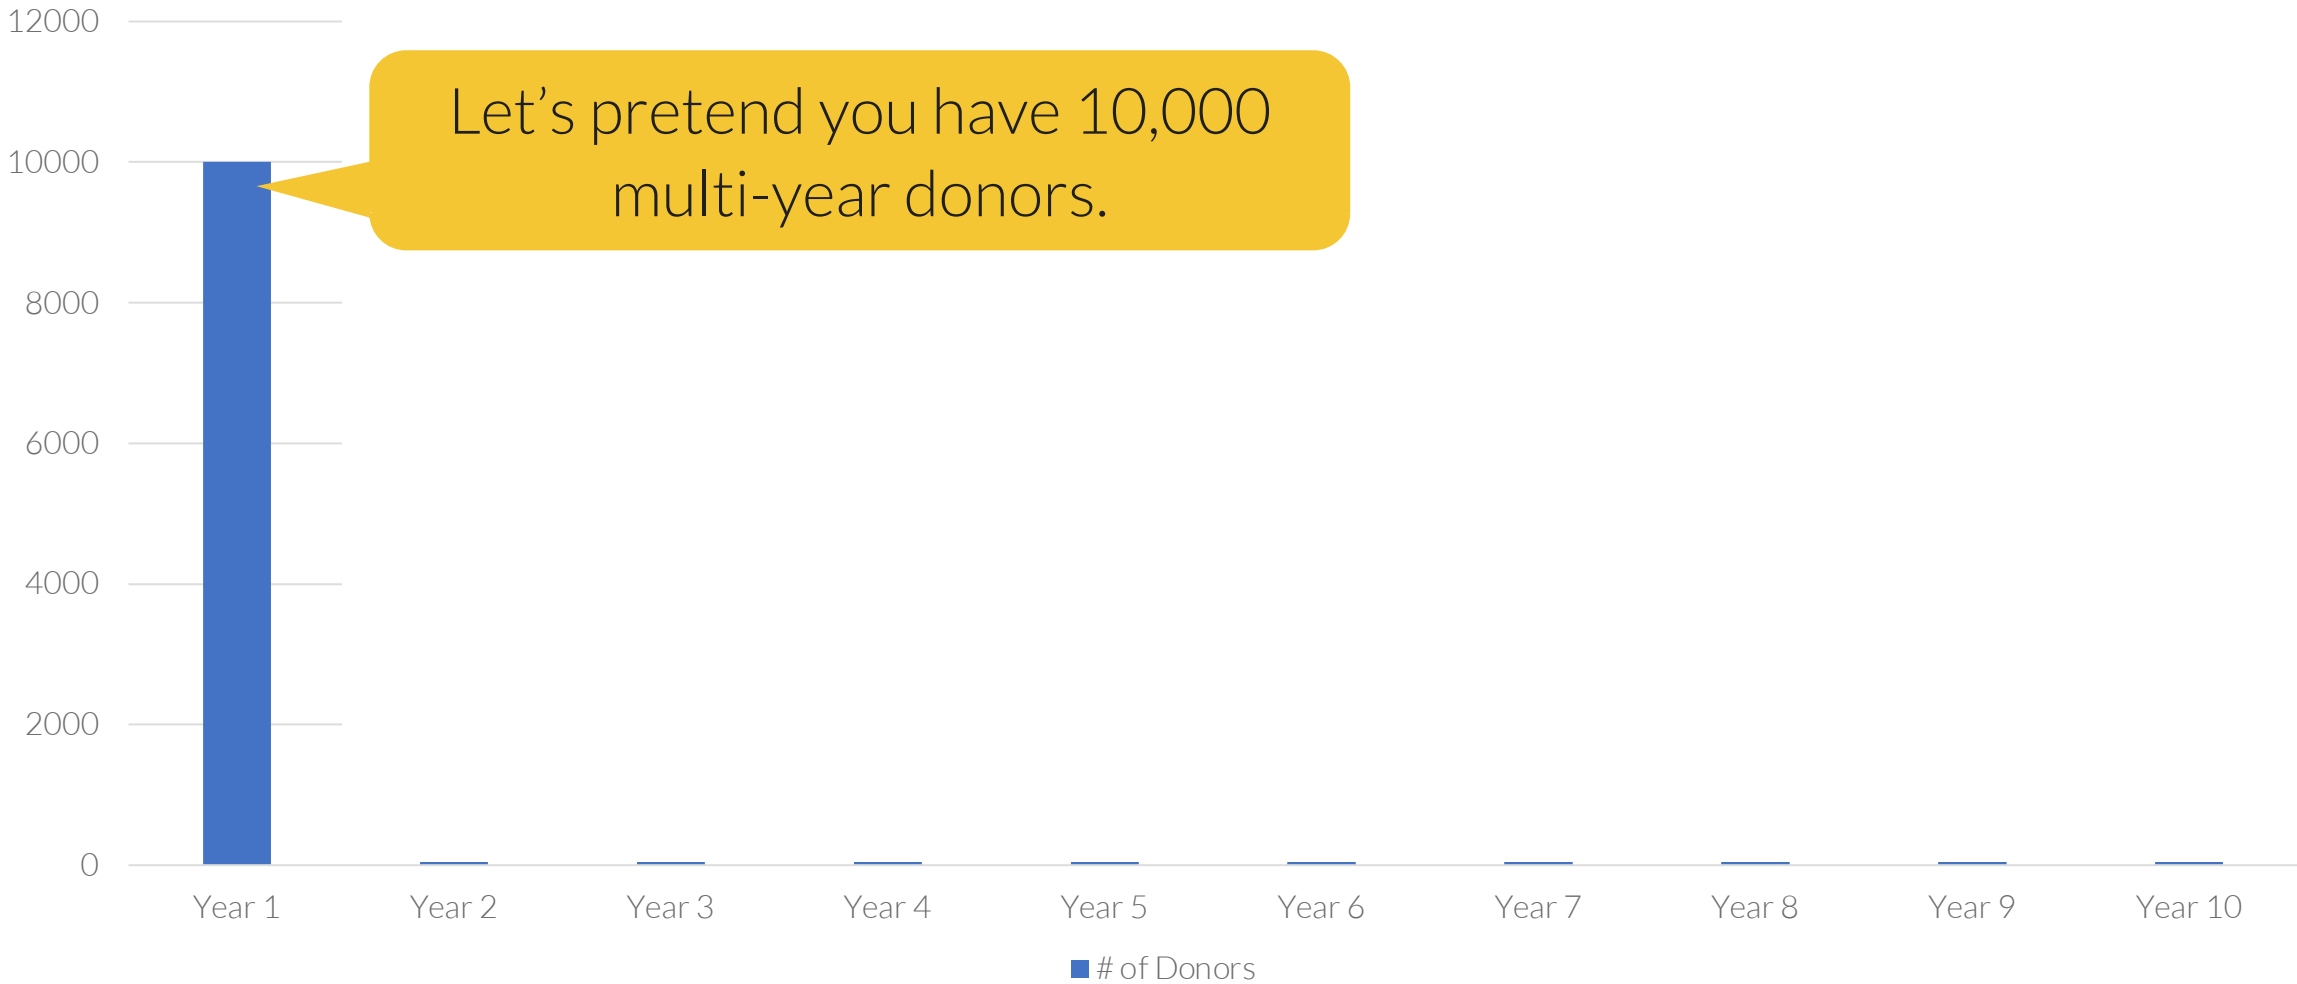 12000
Let’s pretend you have 10,000
multi-year donors.
10000
8000
6000
4000
2000
0
Year 1 Year 2 Year 3 Year 4 Year 5 Year 6 Year 7 Year 8 Year 9 Year 10
# of Donors